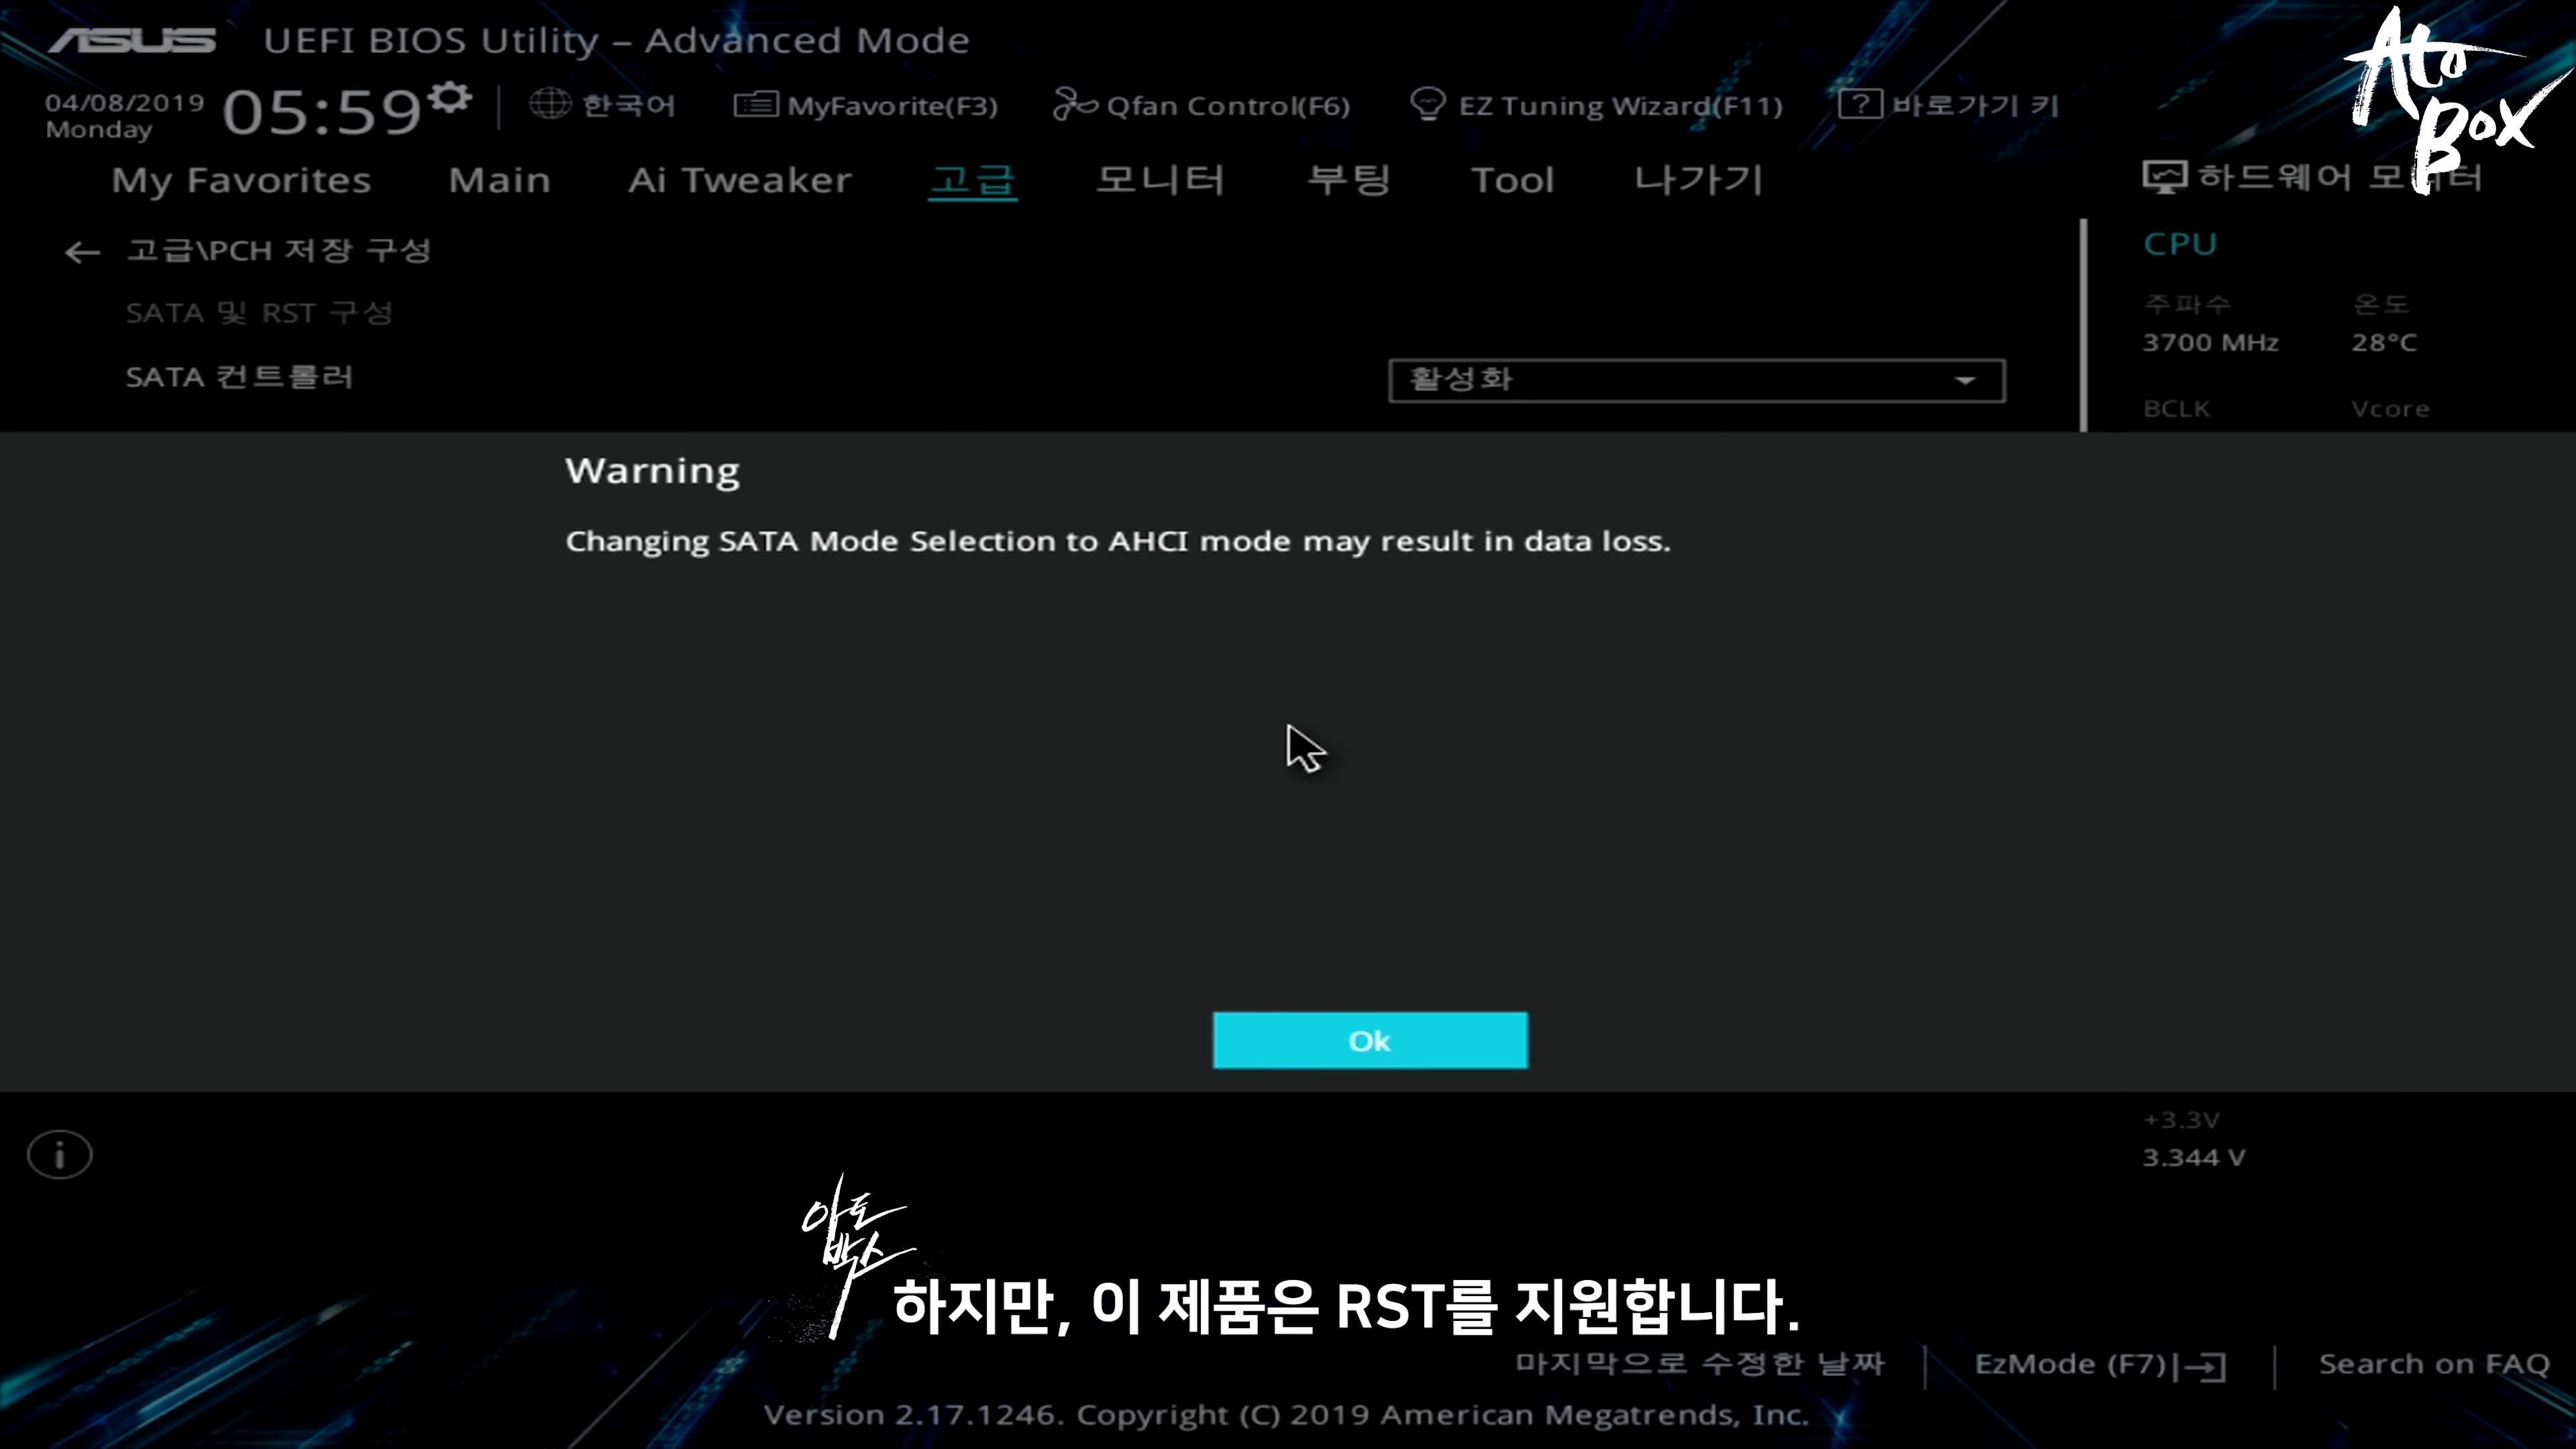 ASUS UEFI BIOS Utility – Advanced Mode
Ato Box
04/08/2019 Monday 05:59 한국어 MyFavorite(F3) Qfan Control(F6) EZ Tuning Wizard(F11) ? 바로가기 키
My Favorites Main Ai Tweaker 고급 모니터 부팅 Tool 나가기 하드웨어 모니터
← 고급\PCH 저장 구성
CPU
SATA 및 RST 구성
주파수 온도
3700 MHz 28°C
SATA 컨트롤러 활성화
BCLK Vcore
Warning
Changing SATA Mode Selection to AHCI mode may result in data loss.
Ok
+3.3V
3.344 V
아토
박스
하지만, 이 제품은 RST를 지원합니다.
마지막으로 수정한 날짜 EzMode (F7) Search on FAQ
Version 2.17.1246. Copyright (C) 2019 American Megatrends, Inc.